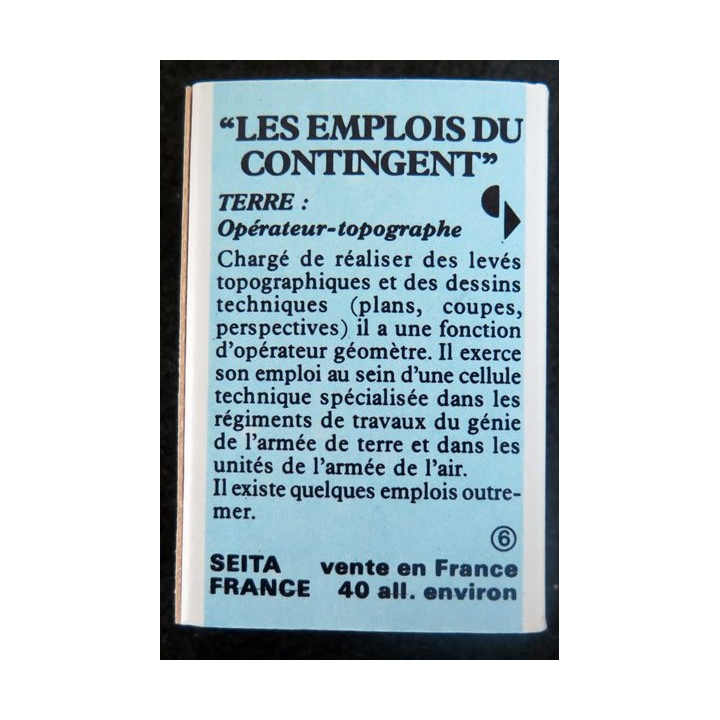 “LES EMPLOIS DU
CONTINGENT”
TERRE :
Opérateur-topographe
Chargé de réaliser des levés
topographiques et des dessins
techniques (plans, coupes,
perspectives) il a une fonction
d’opérateur géomètre. Il exerce
son emploi au sein d’une cellule
technique spécialisée dans les
régiments de travaux du génie
de l’armée de terre et dans les
unités de l’armée de l’air.
Il existe quelques emplois outre-
mer.
6
SEITA vente en France
FRANCE 40 all. environ